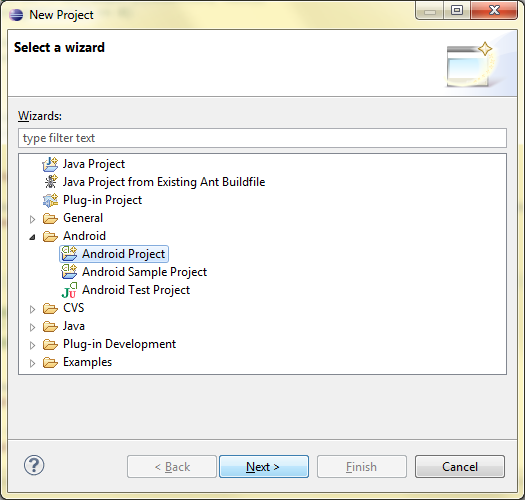 New Project
Select a wizard
Wizards:
type filter text
Java Project
Java Project from Existing Ant Buildfile
Plug-in Project
General
Android
Android Project
Android Sample Project
Android Test Project
CVS
Java
Plug-in Development
Examples
< Back Next > Finish Cancel